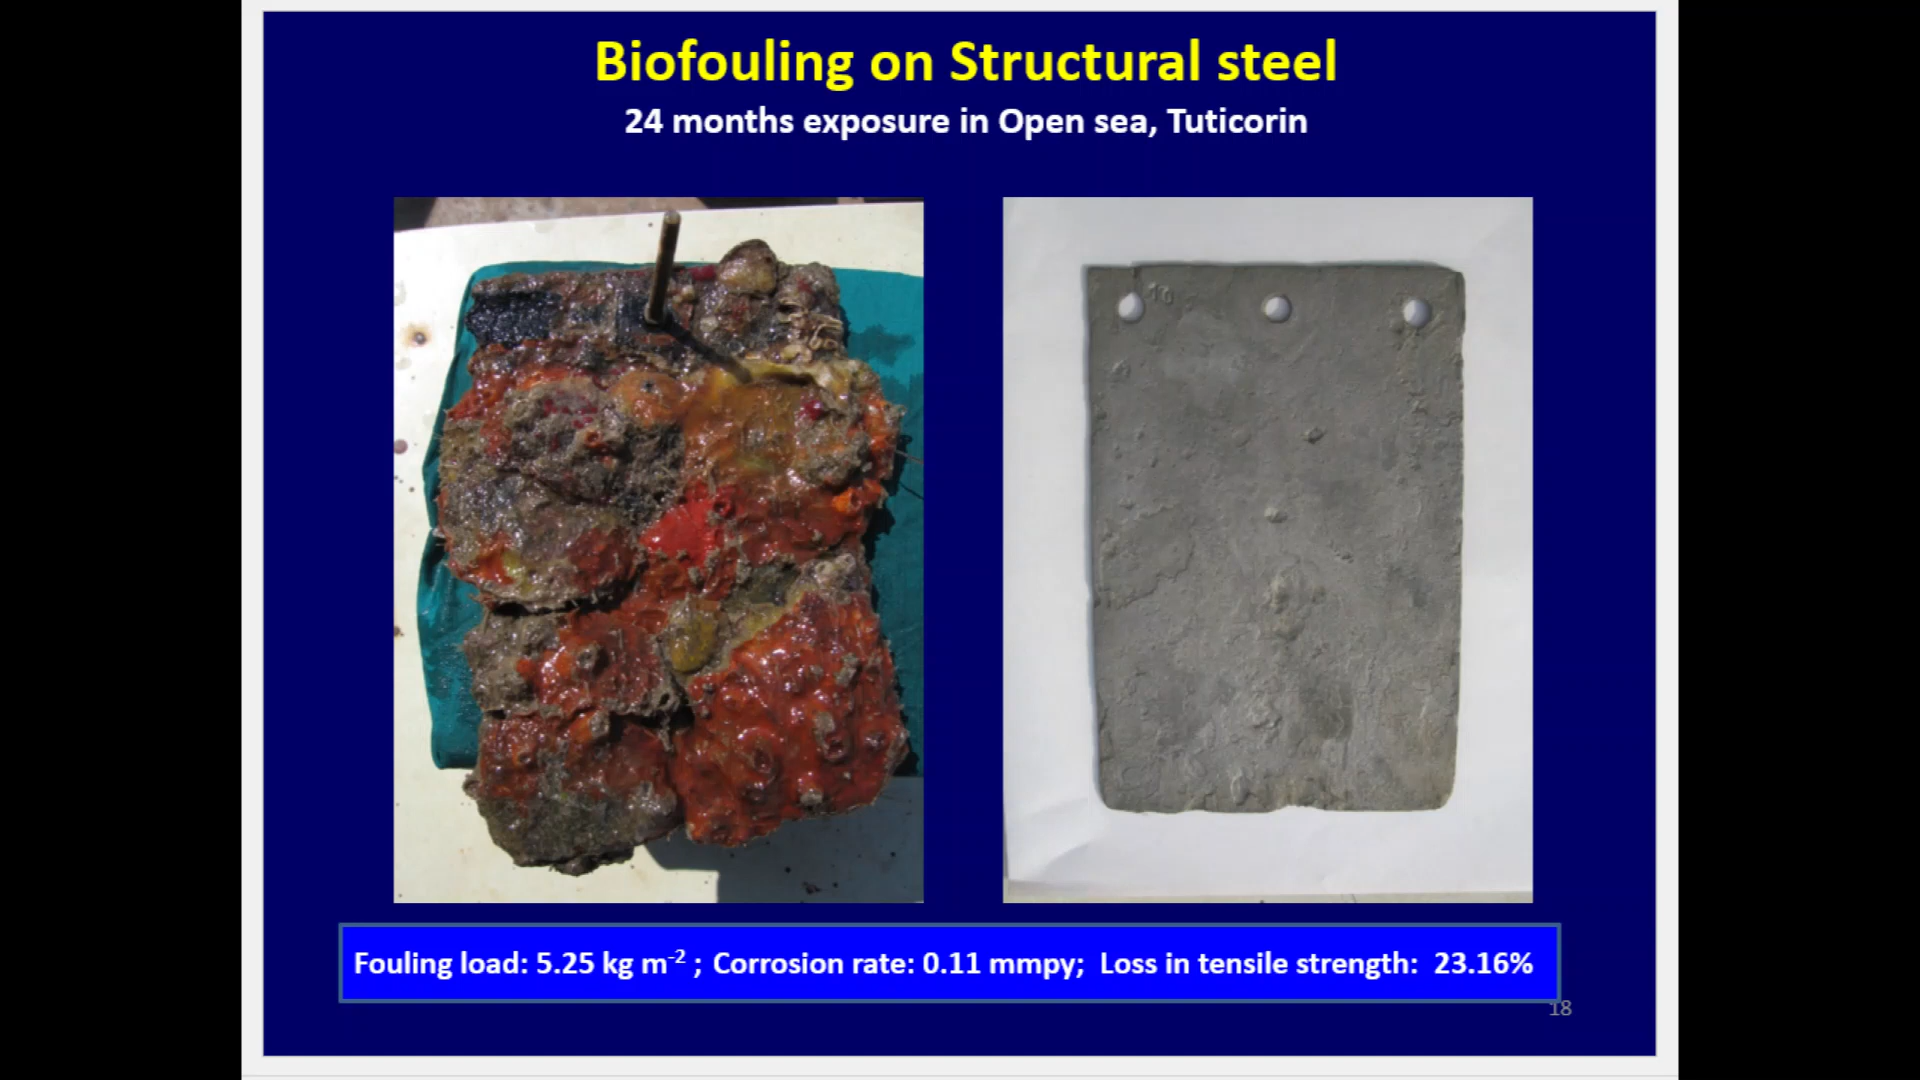 Biofouling on Structural steel
24 months exposure in Open sea, Tuticorin
10
Fouling load: 5.25 kg m⁻² ; Corrosion rate: 0.11 mmpy; Loss in tensile strength: 23.16%
18